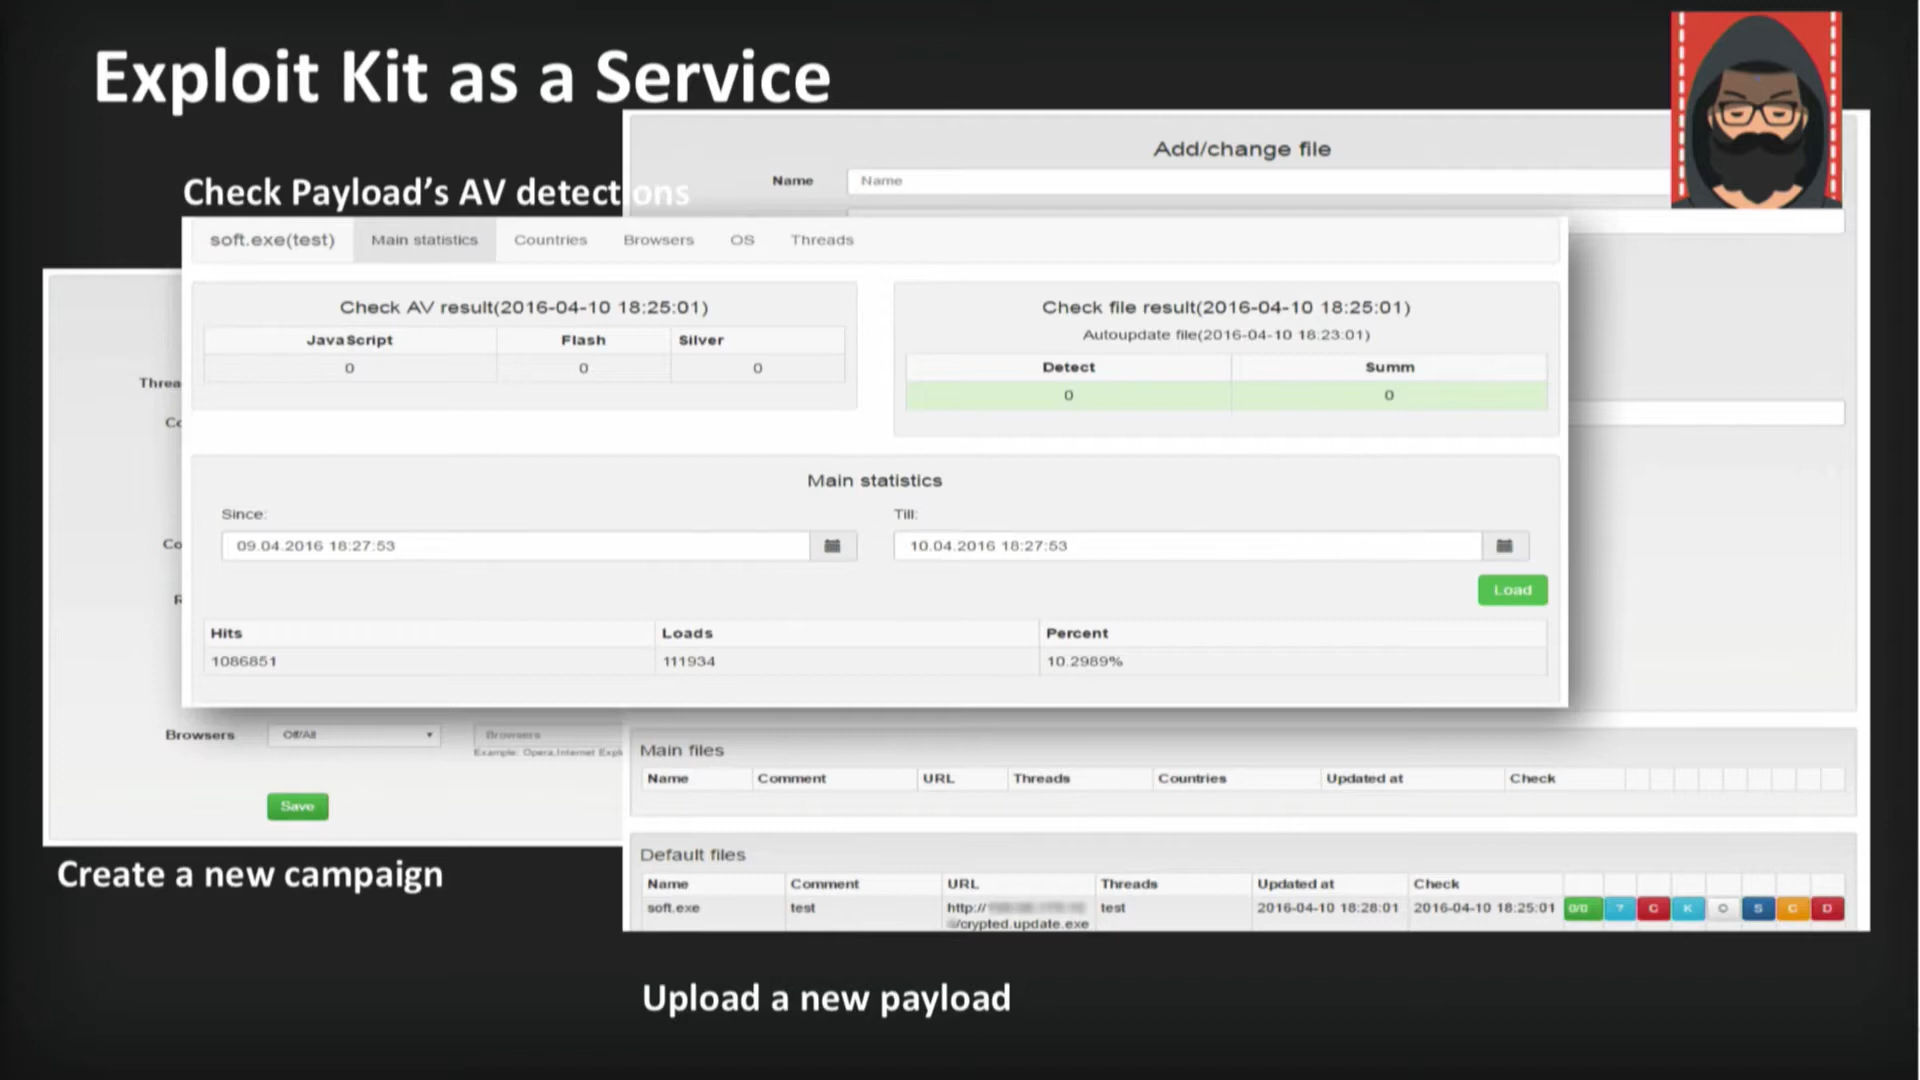 Exploit Kit as a Service
Add/change file
Name Name
Check Payload's AV detections
soft.exe(test) Main statistics Countries Browsers OS Threads
Check AV result(2016-04-10 18:25:01)
JavaScript Flash Silver
0 0 0
Check file result(2016-04-10 18:25:01)
Autoupdate file(2016-04-10 18:23:01)
Detect Summ
0 0
Threa
Co
Co
R
Main statistics
Since: Till:
09.04.2016 18:27:53 10.04.2016 18:27:53
Load
Hits Loads Percent
1086851 111934 10.2989%
Browsers Off/All Browsers
Example: Opera,Internet Expl
Save
Create a new campaign
Main files
Name Comment URL Threads Countries Updated at Check
Default files
Name Comment URL Threads Updated at Check
soft.exe test http:// test 2016-04-10 18:28:01 2016-04-10 18:25:01 0/0 ? C K O S C D
/crypted.update.exe
Upload a new payload